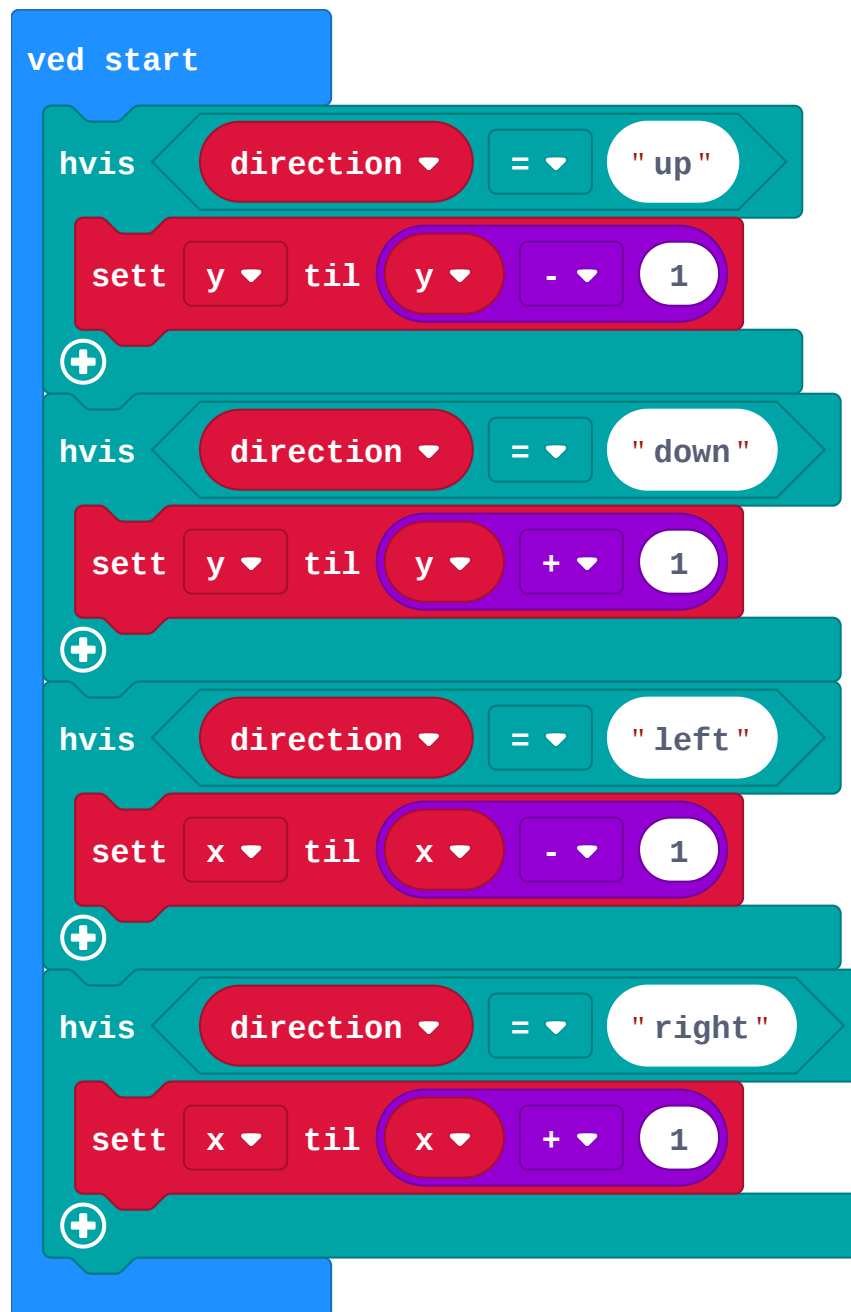 ved start
hvis direction = "up"
sett y til y - 1
hvis direction = "down"
sett y til y + 1
hvis direction = "left"
sett x til x - 1
hvis direction = "right"
sett x til x + 1